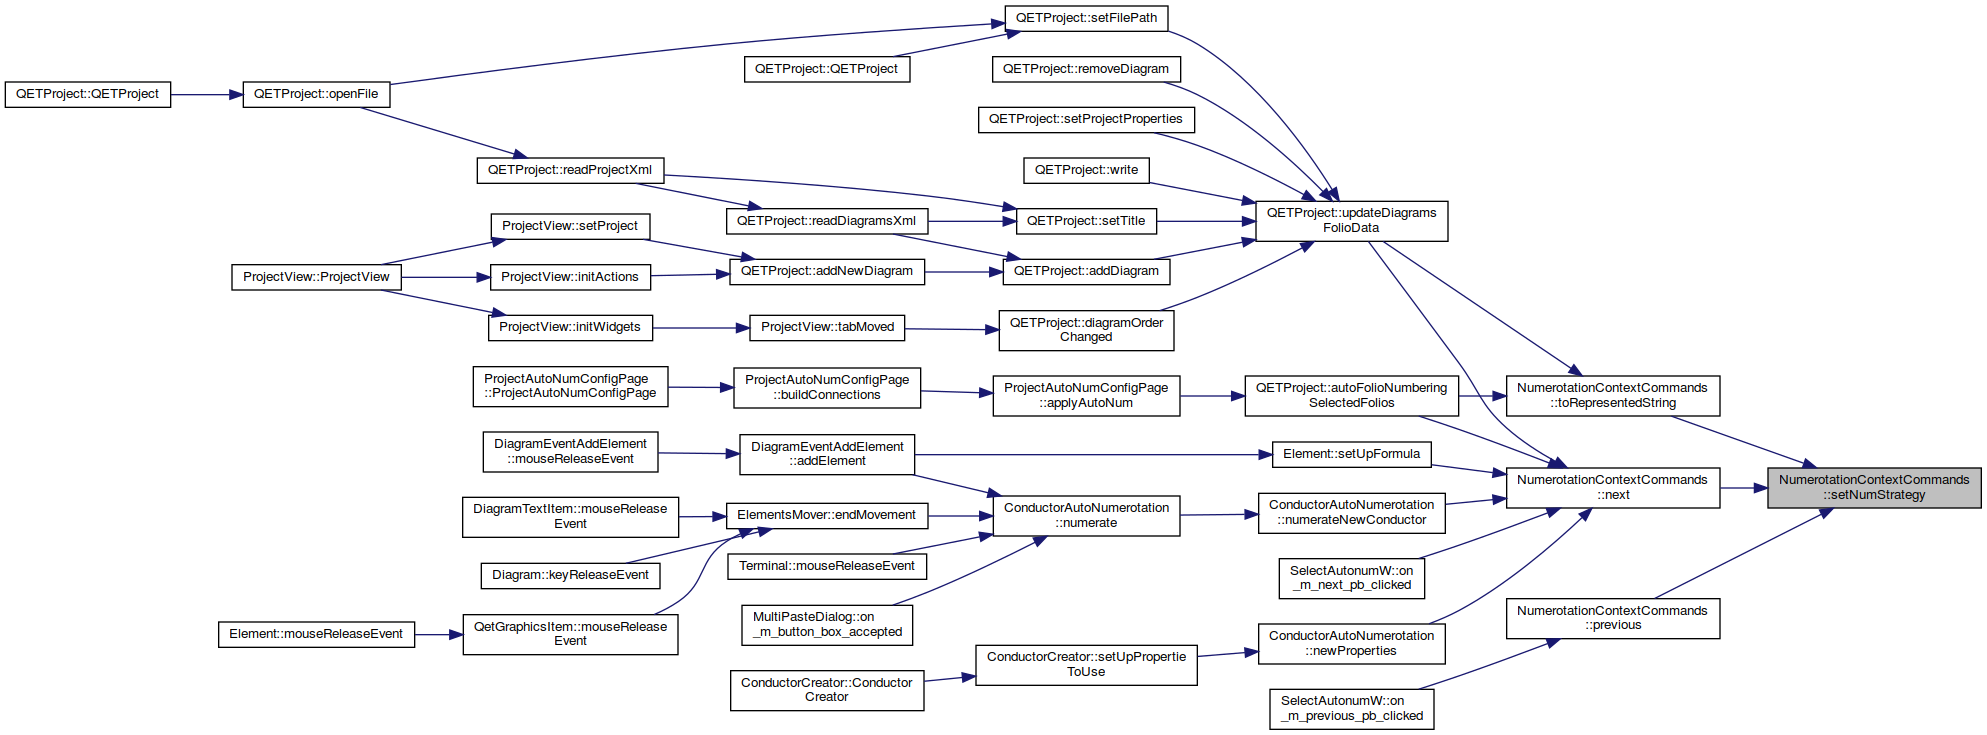 QETProject::setFilePath
QETProject::QETProject
QETProject::removeDiagram
QETProject::QETProject
QETProject::openFile
QETProject::setProjectProperties
QETProject::readProjectXml
QETProject::write
QETProject::readDiagramsXml
QETProject::setTitle
QETProject::updateDiagrams
FolioData
ProjectView::setProject
ProjectView::ProjectView
ProjectView::initActions
QETProject::addNewDiagram
QETProject::addDiagram
ProjectView::initWidgets
ProjectView::tabMoved
QETProject::diagramOrder
Changed
ProjectAutoNumConfigPage
::ProjectAutoNumConfigPage
ProjectAutoNumConfigPage
::buildConnections
ProjectAutoNumConfigPage
::applyAutoNum
QETProject::autoFolioNumbering
SelectedFolios
NumerotationContextCommands
::toRepresentedString
DiagramEventAddElement
::mouseReleaseEvent
DiagramEventAddElement
::addElement
Element::setUpFormula
NumerotationContextCommands
::next
NumerotationContextCommands
::setNumStrategy
DiagramTextItem::mouseRelease
Event
ElementsMover::endMovement
ConductorAutoNumerotation
::numerate
ConductorAutoNumerotation
::numerateNewConductor
Diagram::keyReleaseEvent
Terminal::mouseReleaseEvent
SelectAutonumW::on
_m_next_pb_clicked
Element::mouseReleaseEvent
QetGraphicsItem::mouseRelease
Event
MultiPasteDialog::on
_m_button_box_accepted
NumerotationContextCommands
::previous
ConductorAutoNumerotation
::newProperties
ConductorCreator::setUpPropertie
ToUse
ConductorCreator::Conductor
Creator
SelectAutonumW::on
_m_previous_pb_clicked